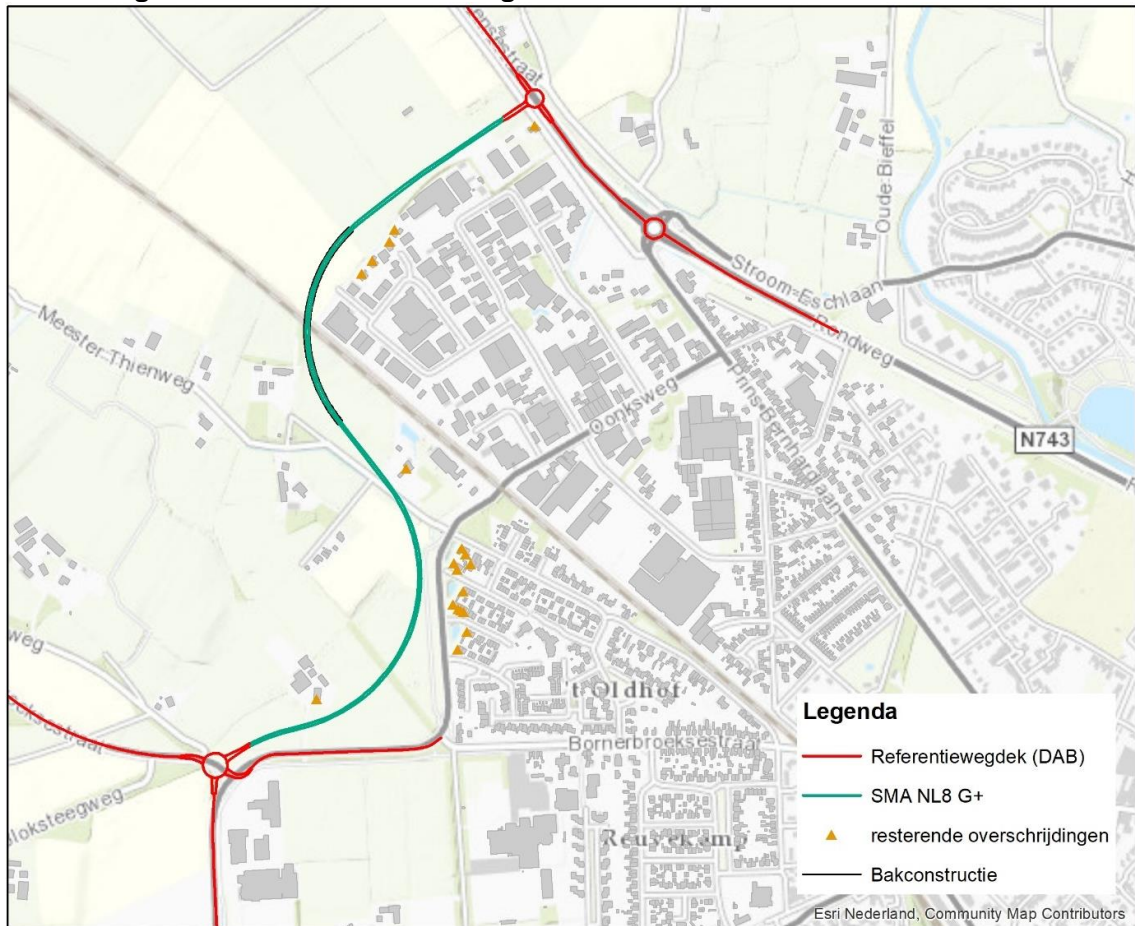 Stroom-Eschlaan
Oude Bieffel
Rondweg
Meester Thienweg
Oonksweg
Prins Bernhardlaan
N743
't Oldhof
Bornerbroeksestraat
Reuvekamp
Legenda
Referentiewegdek (DAB)
SMA NL8 G+
resterende overschrijdingen
Bakconstructie
Esri Nederland, Community Map Contributors